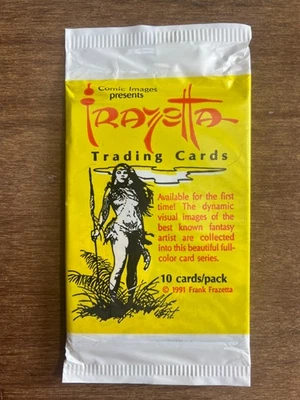 Comic Images
presents
Frazetta
Trading Cards
Available for the first
time! The dynamic
visual images of the
best known fantasy
artist are collected
into this beautiful full-
color card series.
10 cards/pack
© 1991 Frank Frazetta